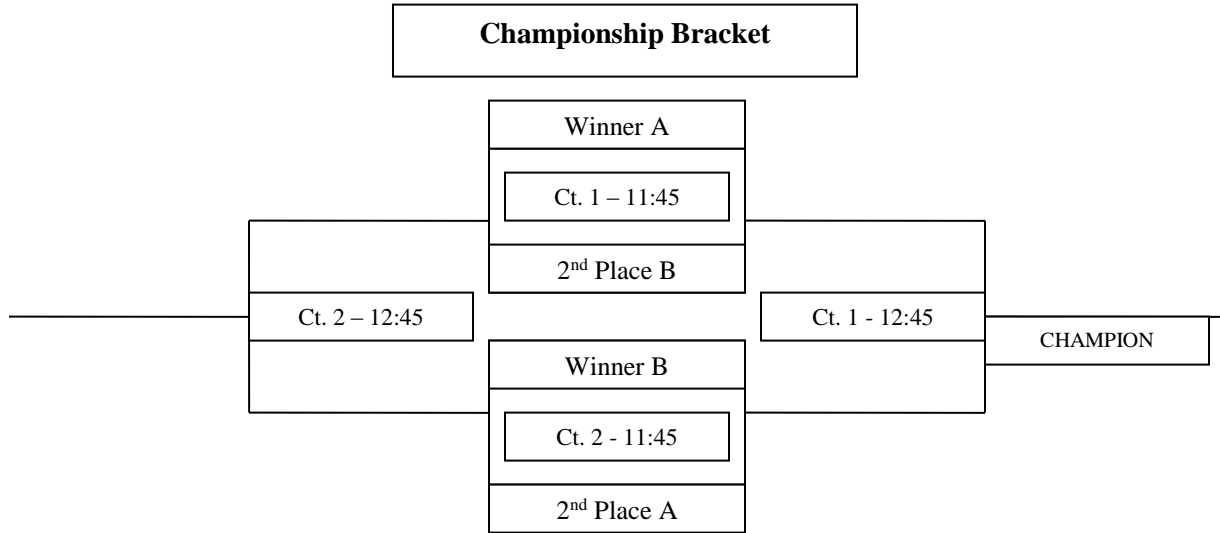 Championship Bracket
Winner A
Ct. 1 – 11:45
2nd Place B
Ct. 2 – 12:45
Ct. 1 - 12:45
CHAMPION
Winner B
Ct. 2 - 11:45
2nd Place A